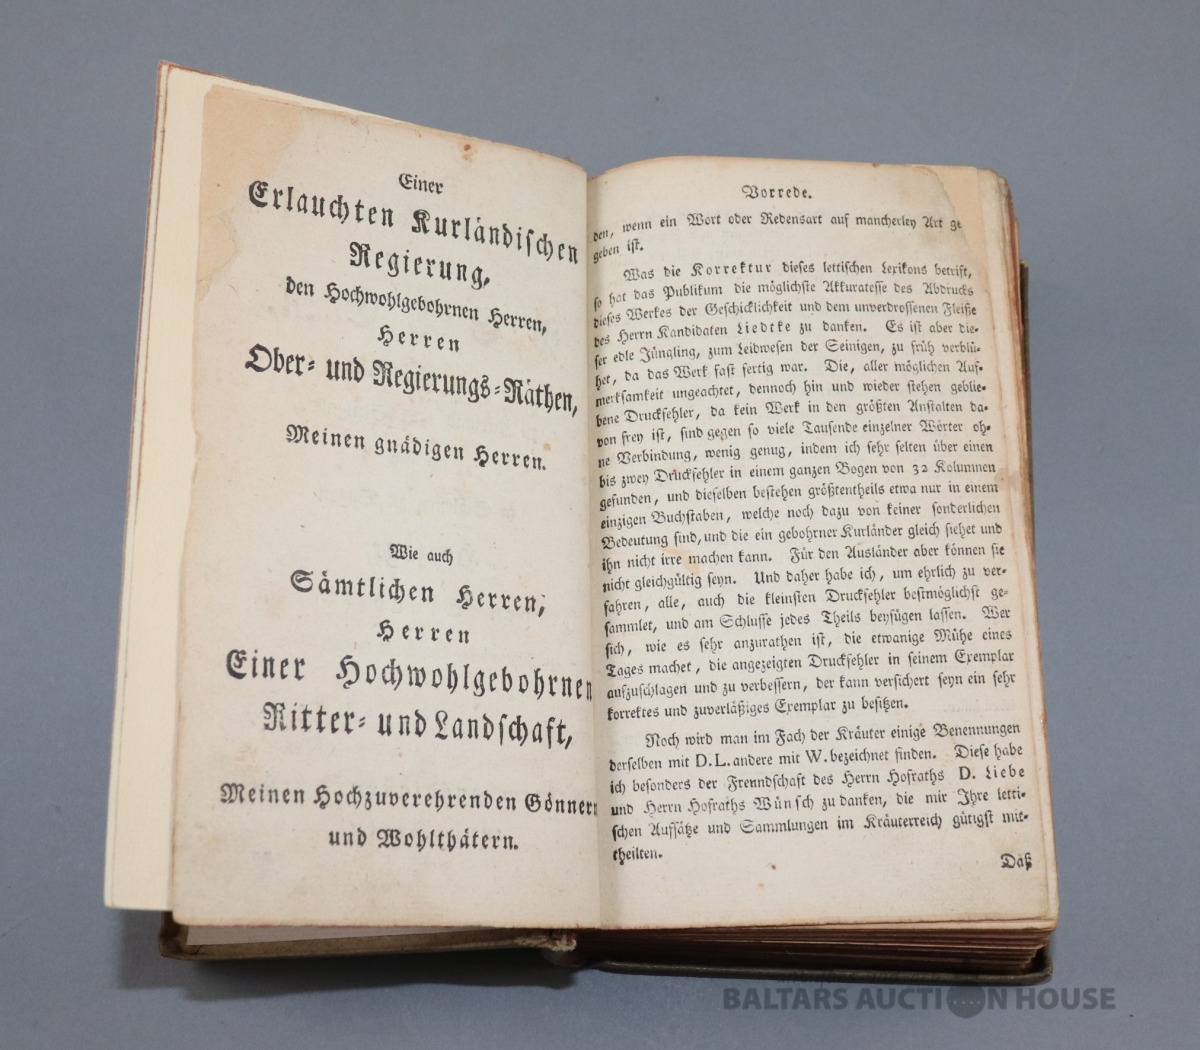 Einer
Erlauchten Kurländischen
Regierung,
den Hochwohlgebohrnen Herren,
Herren
Ober- und Regierungs-Räthen,
Meinen gnädigen Herren.
Wie auch
Sämtlichen Herren,
Herren
Einer Hochwohlgebohrnen
Ritter- und Landschaft,
Meinen Hochzuverehrenden Gönnern
und Wohlthätern.
Vorrede.
den, wenn ein Wort oder Redensart auf mancherley Art ge
geben ist.
Was die Korrektur dieses lettischen Lexikons betrift,
so hat das Publikum die möglichste Akkuratesse des Abdrucks
dieses Werkes der Geschicklichkeit und dem unverdrossenen Fleiße
des Herrn Kandidaten Liedtke zu danken. Es ist aber die-
ser edle Jüngling, zum Leidwesen der Seinigen, zu früh verblü-
het, da das Werk fast fertig war. Die, aller möglichen Auf-
merksamkeit ungeachtet, dennoch hin und wieder stehen geblie-
bene Druckfehler, da kein Werk in den größten Anstalten da-
von frey ist, sind gegen so viele Tausende einzelner Wörter oh-
ne Verbindung, wenig genug, indem ich sehr selten über einen
bis zwey Druckfehler in einem ganzen Bogen von 32 Kolumnen
gefunden, und dieselben bestehen größtentheils etwa nur in einem
einzigen Buchstaben, welche noch dazu von keiner sonderlichen
Bedeutung sind, und die ein gebohrner Kurländer gleich siehet und
ihn nicht irre machen kann. Für den Ausländer aber können sie
nicht gleichgültig seyn. Und daher habe ich, um ehrlich zu ver-
fahren, alle, auch die kleinsten Druckfehler bestmöglichst ge-
sammlet, und am Schlusse jedes Theils beyfügen lassen. Wer
sich, wie es sehr anzurathen ist, die etwanige Mühe eines
Tages machet, die angezeigten Druckfehler in seinem Exemplar
aufzuschlagen und zu verbessern, der kann versichert seyn ein sehr
korrektes und zuverläßiges Exemplar zu besitzen.
Noch wird man im Fach der Kräuter einige Benennungen
derselben mit D. L. andere mit W. bezeichnet finden. Diese habe
ich besonders der Frenndschaft des Herrn Hofraths D. Liebe
und Herrn Hofraths Wünsch zu danken, die mir Ihre letti-
schen Aufsätze und Sammlungen im Kräuterreich gütigst mit-
theilten.
Daß
BALTARS AUCTION HOUSE